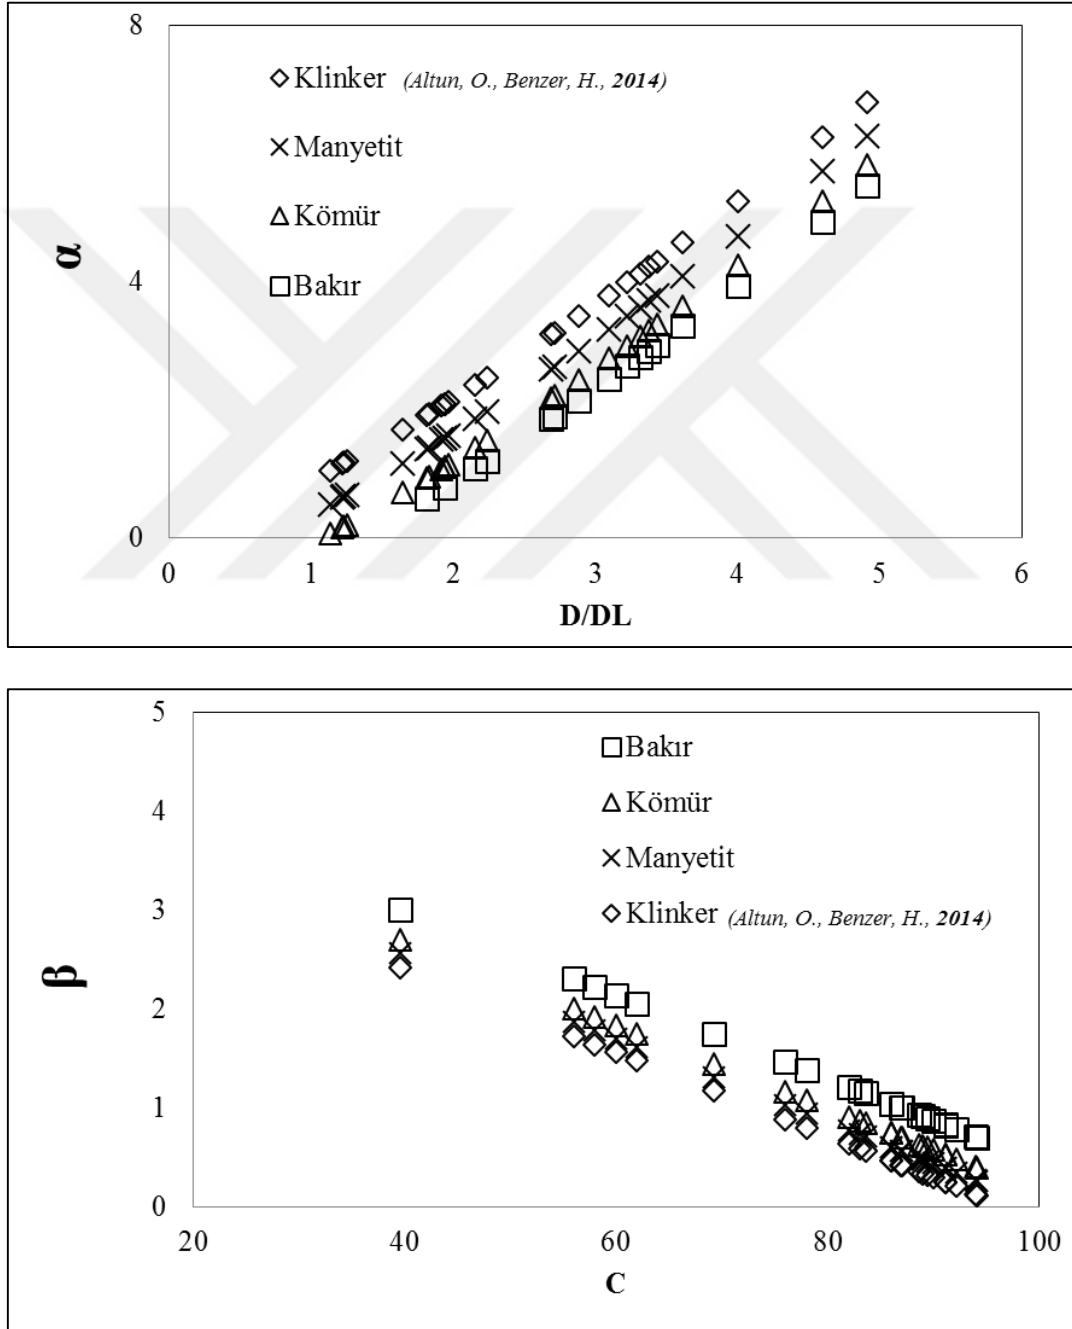 8
Klinker (Altun, O., Benzer, H., 2014)
Manyetit
Kömür
α
4
Bakır
0
0 1 2 3 4 5 6
D/DL
5
Bakır
4
Kömür
Manyetit
3
Klinker (Altun, O., Benzer, H., 2014)
β
2
1
0
20 40 60 80 100
C